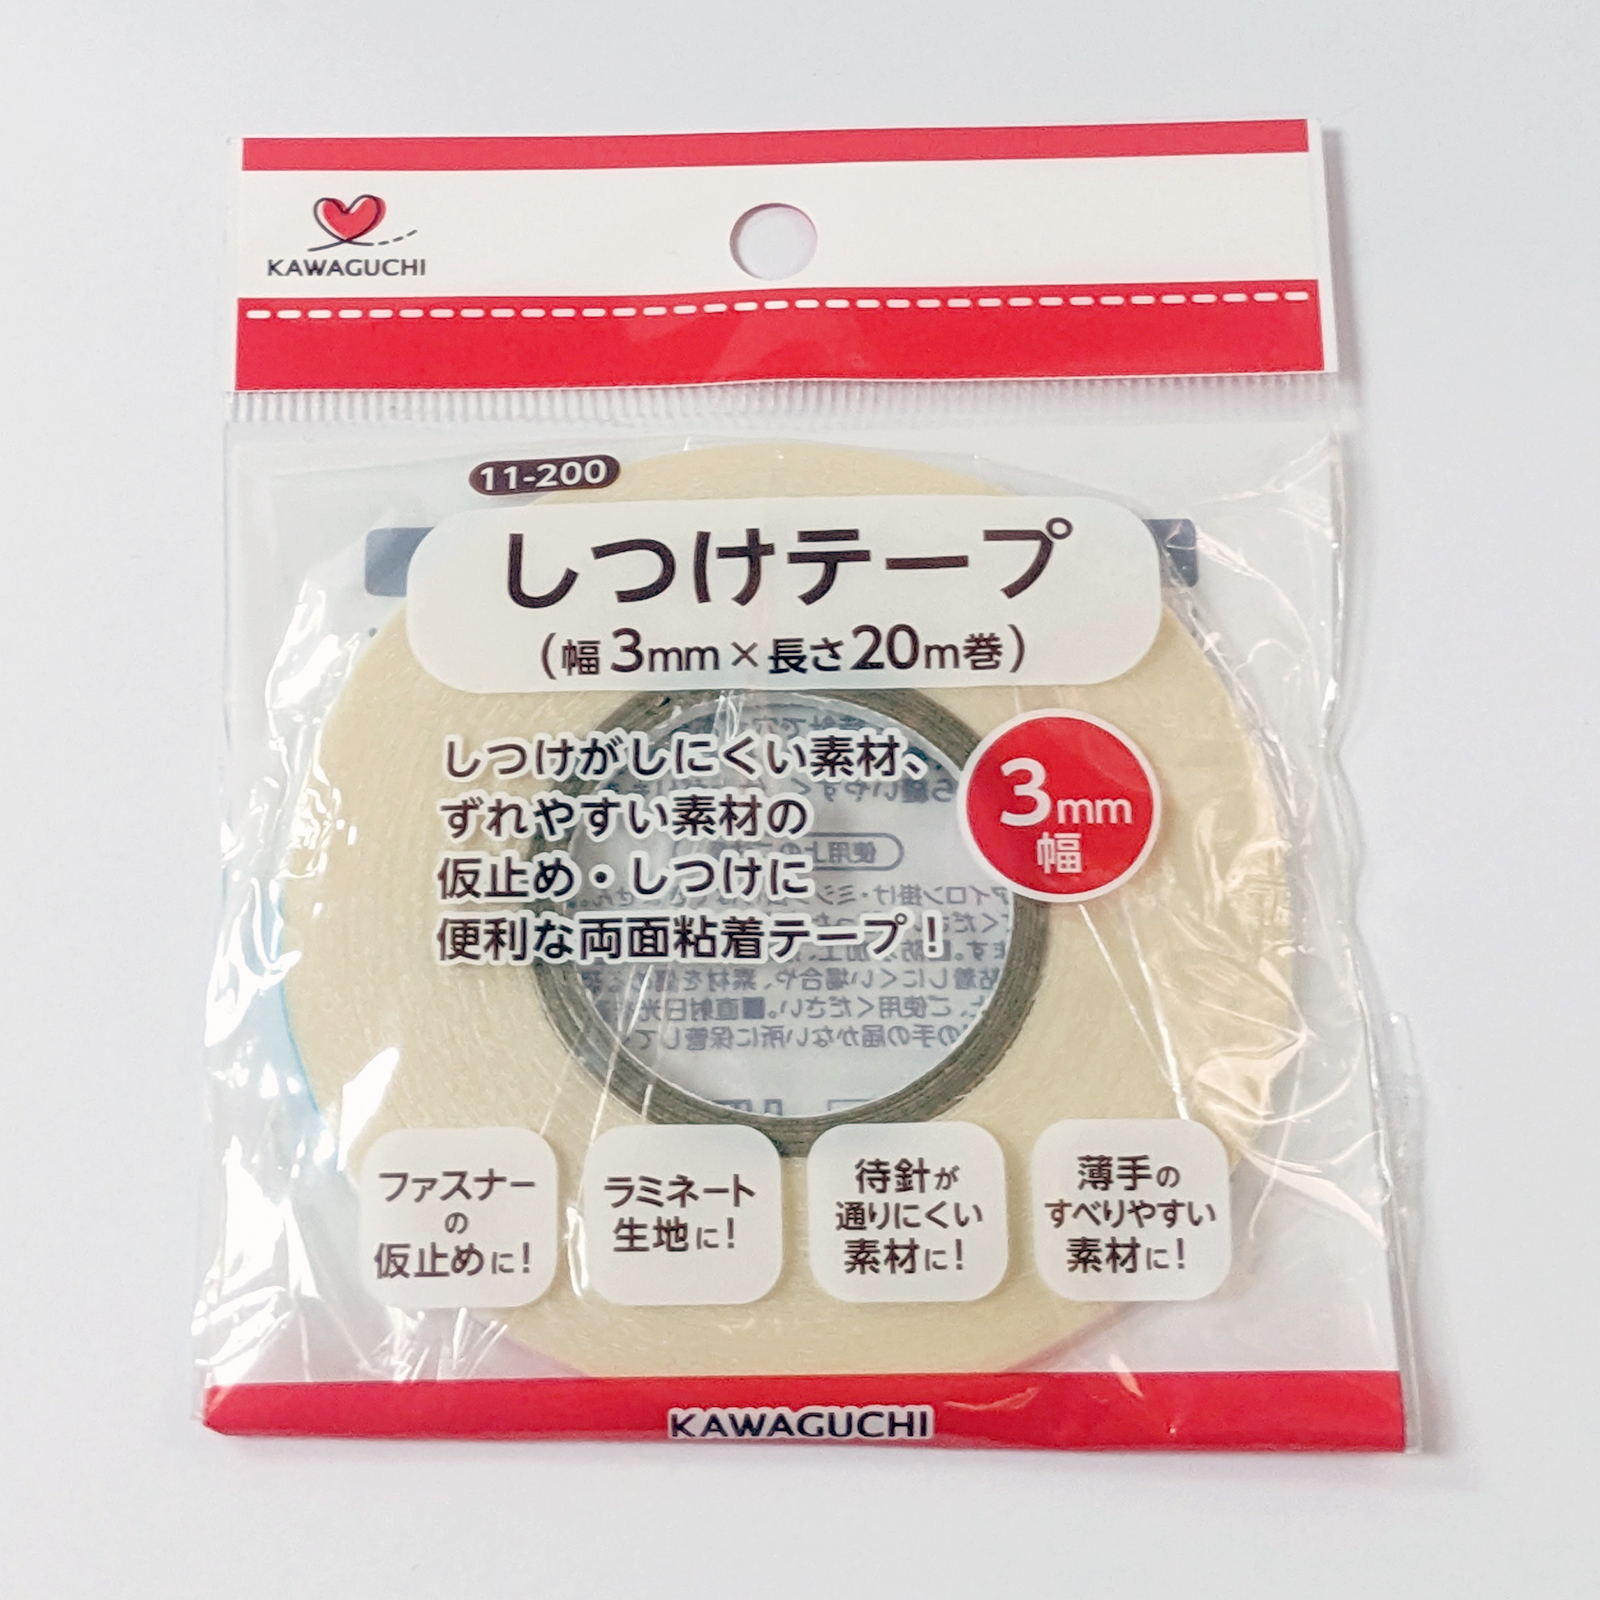 KAWAGUCHI
11-200
しつけテープ
(幅3mm×長さ20m巻)
しつけがしにくい素材、
ずれやすい素材の
仮止め・しつけに
便利な両面粘着テープ!
3mm
幅
ファスナー
の
仮止めに!
ラミネート
生地に!
待針が
通りにくい
素材に!
薄手の
すべりやすい
素材に!
KAWAGUCHI